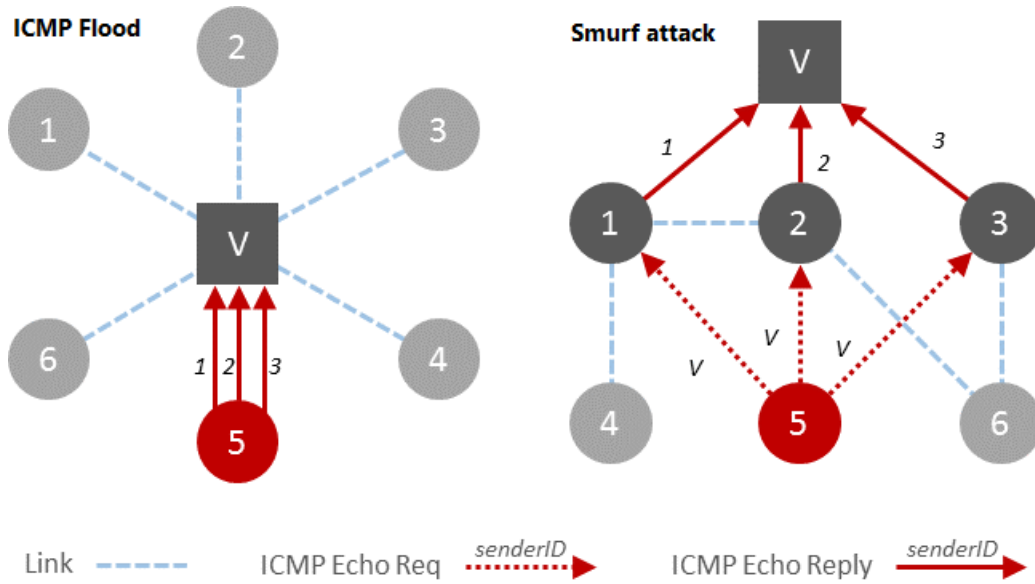 ICMP Flood
2
1
3
V
6
4
1 2 3
5
Smurf attack
V
1
2
3
1
2
3
V
V
V
4
5
6
Link
ICMP Echo Req
senderID
ICMP Echo Reply
senderID